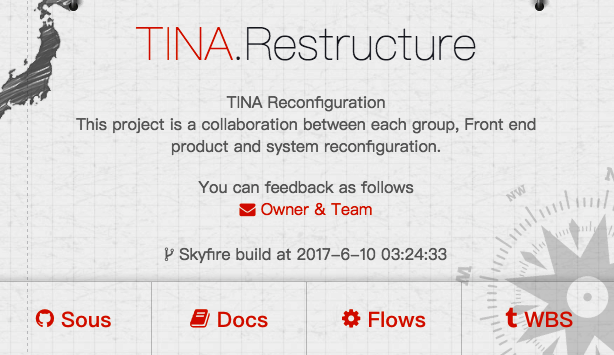 TINA.Restructure
TINA Reconfiguration
This project is a collaboration between each group, Front end
product and system reconfiguration.
You can feedback as follows
Owner & Team
Skyfire build at 2017-6-10 03:24:33
NW
N
W
Sous
Docs
Flows
WBS